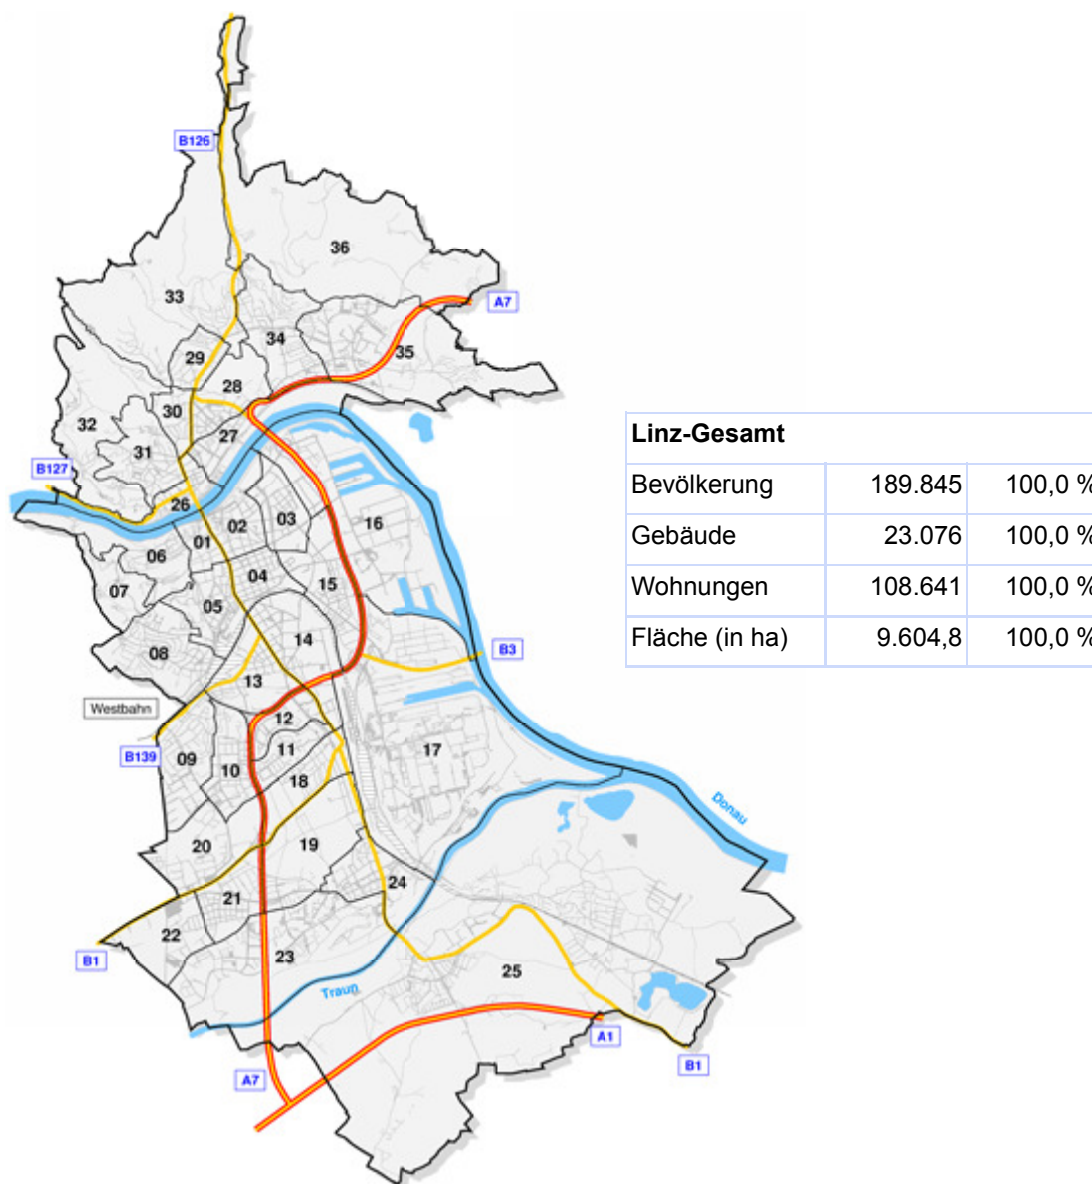 B126
36
33
A7
34
35
29
28
30
32
27
31
B127
26
02
03
16
01
06
04
15
07
05
14
08
B3
13
Westbahn
12
11
B139
09
10
17
18
Donau
20
19
24
21
22
23
B1
25
Traun
A1
B1
A7
Linz-Gesamt
Bevölkerung 189.845 100,0 %
Gebäude 23.076 100,0 %
Wohnungen 108.641 100,0 %
Fläche (in ha) 9.604,8 100,0 %